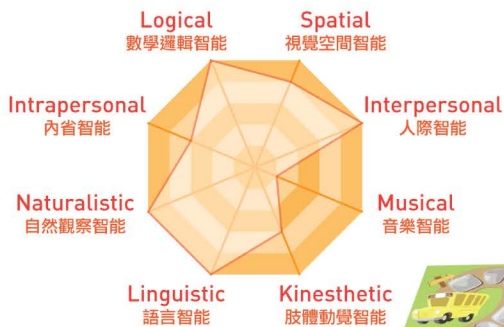 Logical
數學邏輯智能
Spatial
視覺空間智能
Intrapersonal
內省智能
Interpersonal
人際智能
Naturalistic
自然觀察智能
Musical
音樂智能
Linguistic
語言智能
Kinesthetic
肢體動覺智能